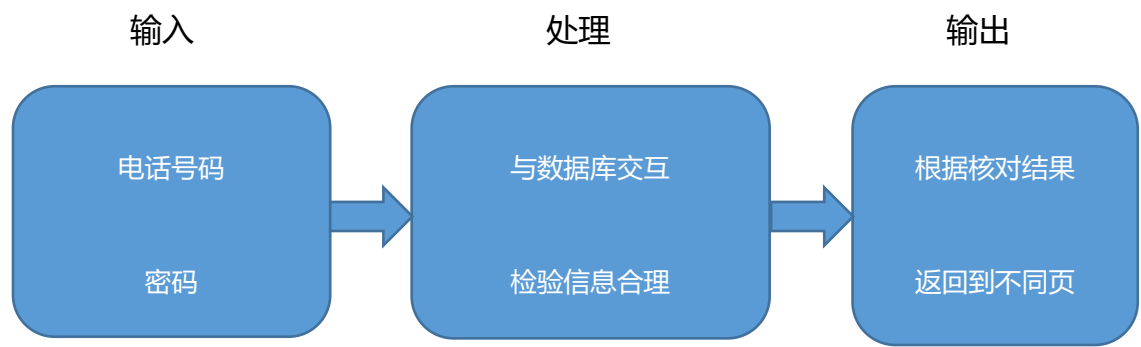 输入
处理
输出
电话号码
密码
与数据库交互
检验信息合理
根据核对结果
返回到不同页